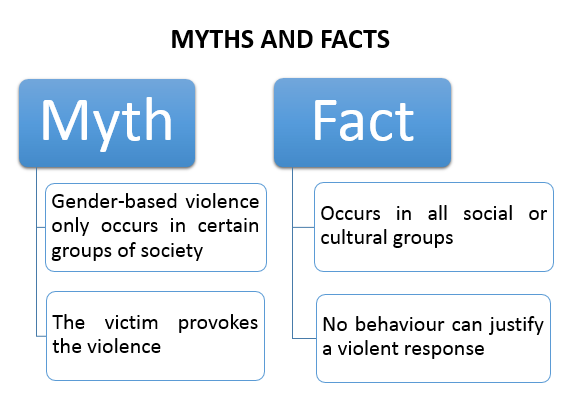 MYTHS AND FACTS
Myth
Gender-based violence
only occurs in certain
groups of society
The victim provokes
the violence
Fact
Occurs in all social or
cultural groups
No behaviour can justify
a violent response